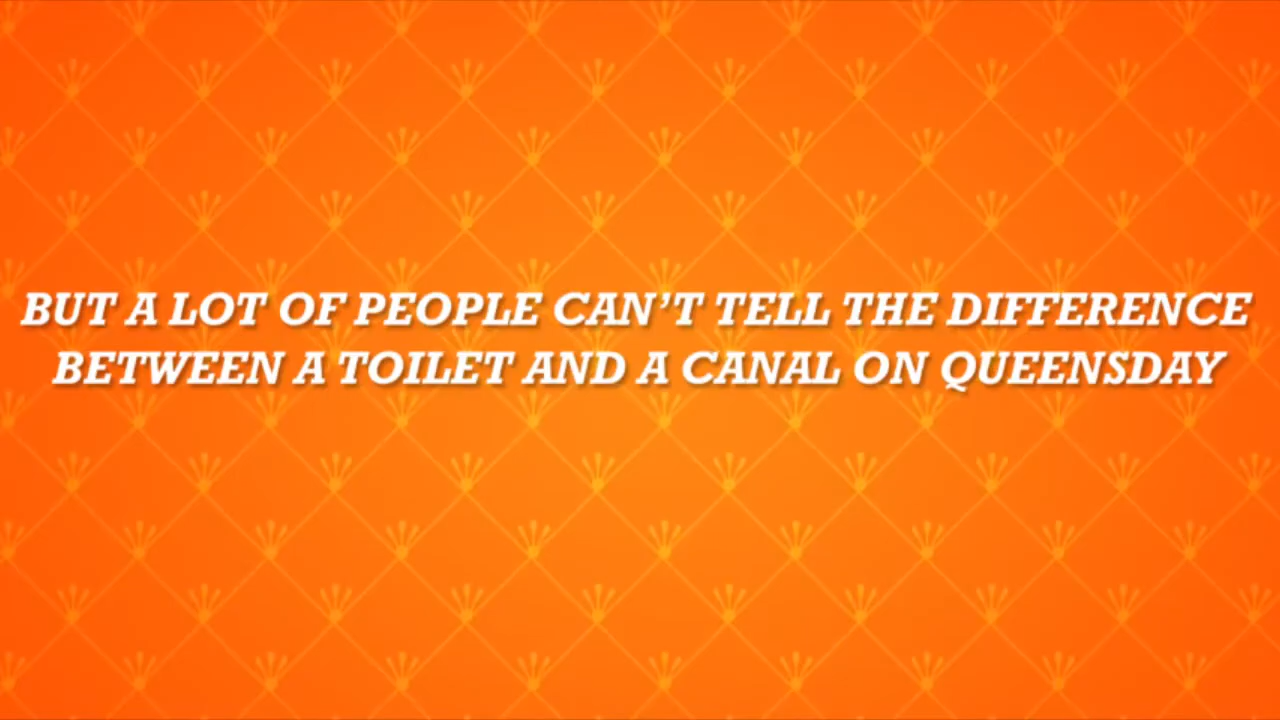 BUT A LOT OF PEOPLE CAN’T TELL THE DIFFERENCE
BETWEEN A TOILET AND A CANAL ON QUEENSDAY